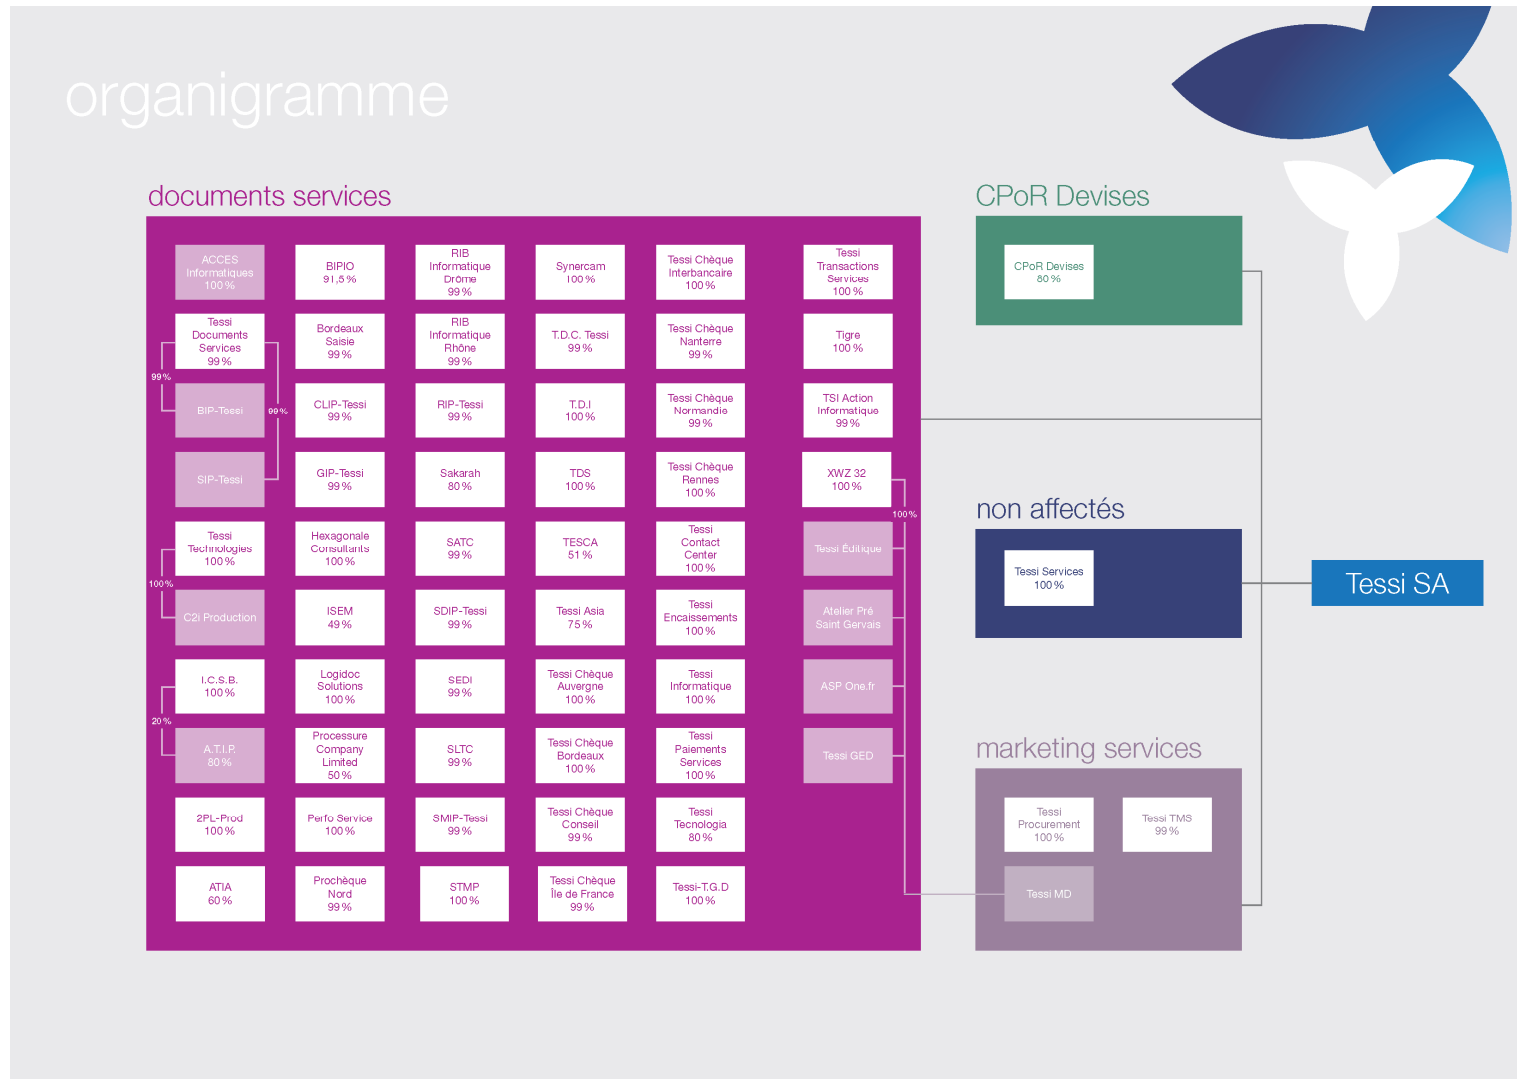 organigramme
documents services
ACCES
Informatiques
100 %
Tessi
Documents
Services
99 %
99 %
BIP-Tessi
99 %
SIP-Tessi
Tessi
Technologies
100 %
100 %
C2i Production
I.C.S.B.
100 %
20 %
A.T.I.P.
80 %
2PL-Prod
100 %
ATIA
60 %
BIPIO
91,5 %
Bordeaux
Saisie
99 %
CLIP-Tessi
99 %
GIP-Tessi
99 %
Hexagonale
Consultants
100 %
ISEM
49 %
Logidoc
Solutions
100 %
Processure
Company
Limited
50 %
Perfo Service
100 %
Prochèque
Nord
99 %
RIB
Informatique
Drôme
99 %
RIB
Informatique
Rhône
99 %
RIP-Tessi
99 %
Sakarah
80 %
SATC
99 %
SDIP-Tessi
99 %
SEDI
99 %
SLTC
99 %
SMIP-Tessi
99 %
STMP
100 %
Synercam
100 %
T.D.C. Tessi
99 %
T.D.I
100 %
TDS
100 %
TESCA
51 %
Tessi Asia
75 %
Tessi Chèque
Auvergne
100 %
Tessi Chèque
Bordeaux
100 %
Tessi Chèque
Conseil
99 %
Tessi Chèque
Île de France
99 %
Tessi Chèque
Interbancaire
100 %
Tessi Chèque
Nanterre
99 %
Tessi Chèque
Normandie
99 %
Tessi Chèque
Rennes
100 %
Tessi
Contact
Center
100 %
Tessi
Encaissements
100 %
Tessi
Informatique
100 %
Tessi
Paiements
Services
100 %
Tessi
Tecnologia
80 %
Tessi-T.G.D
100 %
Tessi
Transactions
Services
100 %
Tigre
100 %
TSI Action
Informatique
99 %
XWZ 32
100 %
100 %
Tessi Éditique
Atelier Pré
Saint Gervais
ASP One.fr
Tessi GED
CPoR Devises
CPoR Devises
80 %
non affectés
Tessi Services
100 %
Tessi SA
marketing services
Tessi
Procurement
100 %
Tessi TMS
99 %
Tessi MD